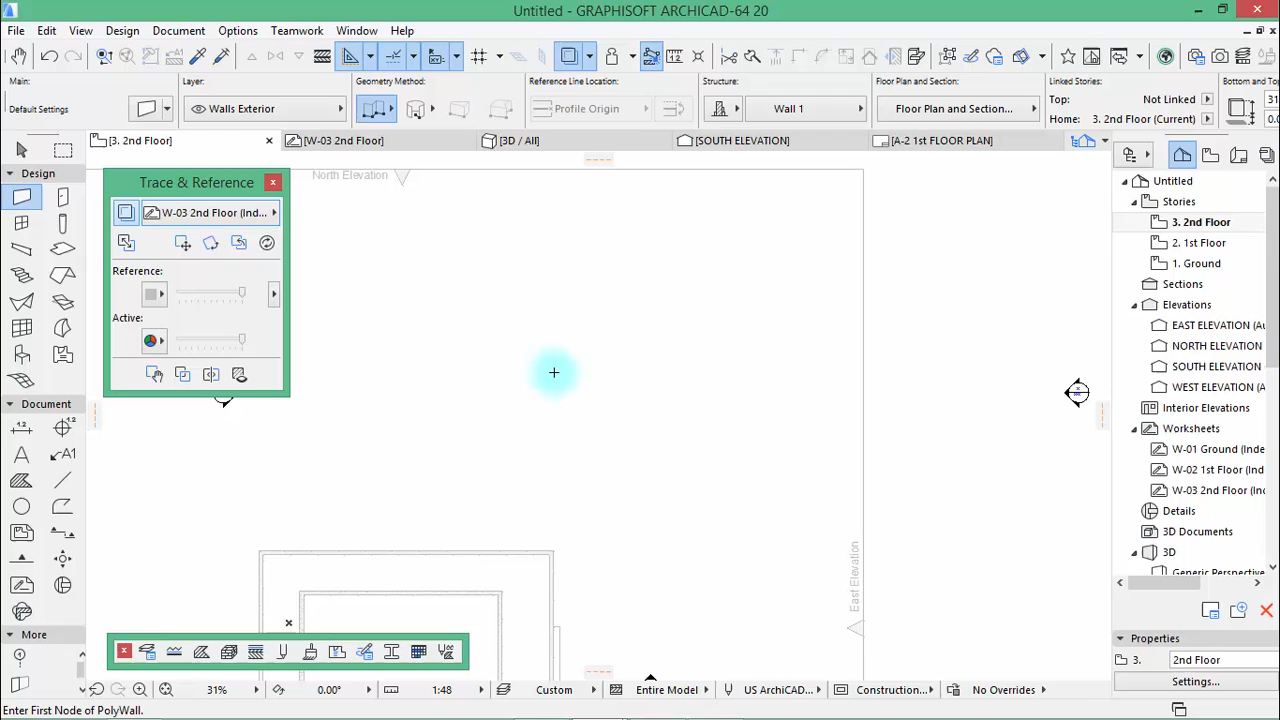 Untitled - GRAPHISOFT ARCHICAD-64 20
File Edit View Design Document Options Teamwork Window Help
Main:
Layer:
Geometry Method:
Reference Line Location:
Structure:
Floor Plan and Section:
Linked Stories:
Bottom and To
Default Settings
Walls Exterior
Profile Origin
Wall 1
Floor Plan and Section...
Top:
Not Linked
Home:
3. 2nd Floor (Current)
[3. 2nd Floor]
[W-03 2nd Floor]
[3D / All]
[SOUTH ELEVATION]
[A-2 1st FLOOR PLAN]
Design
Document
More
Trace & Reference
W-03 2nd Floor (Ind...
Reference:
Active:
North Elevation
East Elevation
Untitled
Stories
3. 2nd Floor
2. 1st Floor
1. Ground
Sections
Elevations
EAST ELEVATION (Au
NORTH ELEVATION
SOUTH ELEVATION
WEST ELEVATION (A
Interior Elevations
Worksheets
W-01 Ground (Inde
W-02 1st Floor (Ind
W-03 2nd Floor (Ind
Details
3D Documents
3D
Generic Perspective
Properties
3.
2nd Floor
Settings...
31%
0.00°
1:48
Custom
Entire Model
US ArchiCAD...
Construction...
No Overrides
Enter First Node of PolyWall.